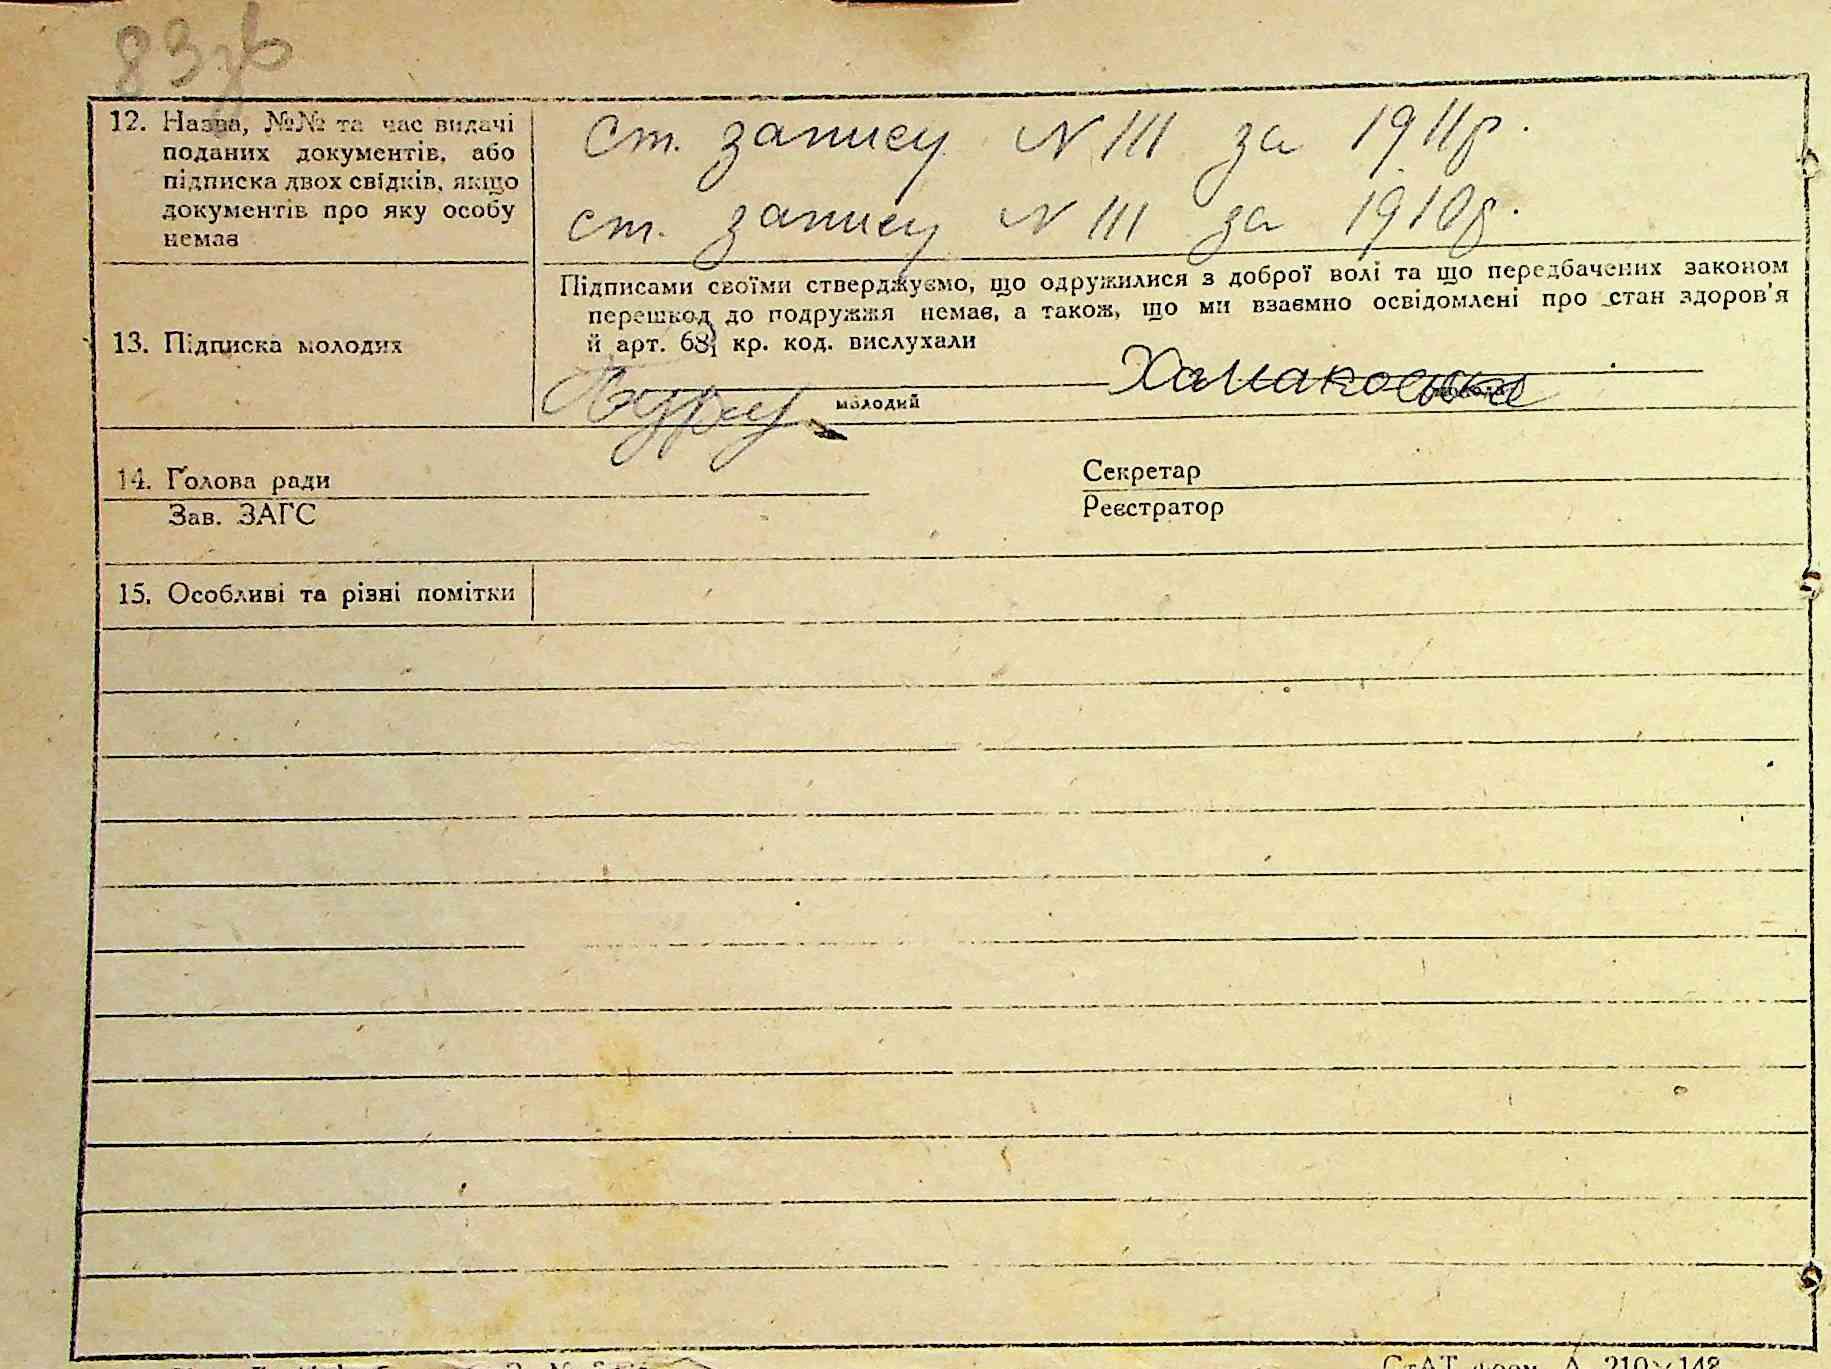 83зв
12. Назва, №№ та час видачі
поданих документів, або
підписка двох свідків, якщо
документів про яку особу
немає
ст. запису N 111 за 1911р.
ст. запису N 111 за 1910р.
13. Підписка молодих
Підписами своїми стверджуємо, що одружилися з доброї волі та що передбачених законом
перешкод до подружжя немає, а також, що ми взаємно освідомлені про стан здоров'я
й арт. 68 кр. код. вислухали
молодий
14. Голова ради
Секретар
Зав. ЗАГС
Реєстратор
15. Особливі та різні помітки
210×148